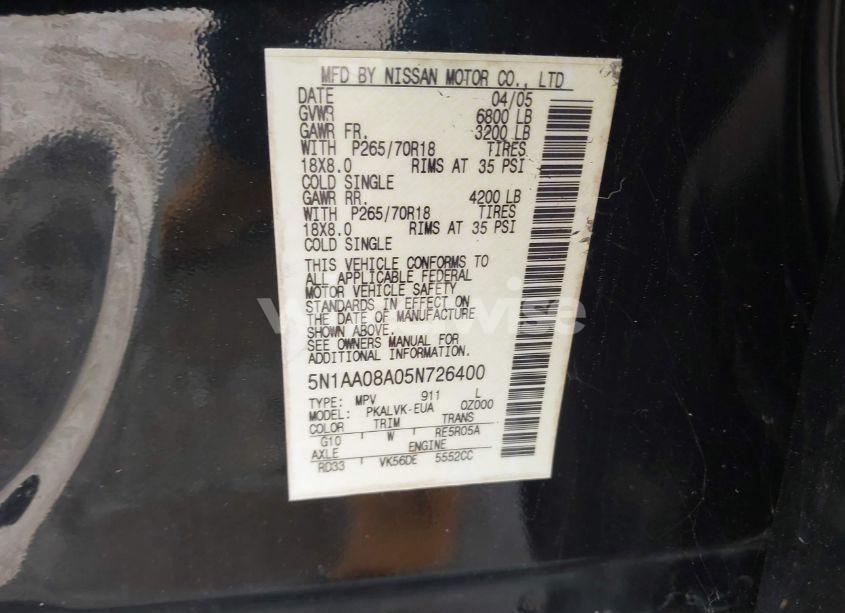 MFD BY NISSAN MOTOR CO., LTD
DATE 04/05
GVWR 6800 LB
GAWR FR. 3200 LB
WITH P265/70R18 TIRES
18X8.0 RIMS AT 35 PSI
COLD SINGLE
GAWR RR. 4200 LB
WITH P265/70R18 TIRES
18X8.0 RIMS AT 35 PSI
COLD SINGLE
THIS VEHICLE CONFORMS TO
ALL APPLICABLE FEDERAL
MOTOR VEHICLE SAFETY
STANDARDS IN EFFECT ON
THE DATE OF MANUFACTURE
SHOWN ABOVE.
SEE OWNERS MANUAL FOR
ADDITIONAL INFORMATION.
5N1AA08A05N726400
TYPE: MPV 911 L
MODEL: PKALVK-EUA QZ000
COLOR TRIM TRANS
G10 W RE5R05A
AXLE ENGINE
RD33 VK56DE 5552CC